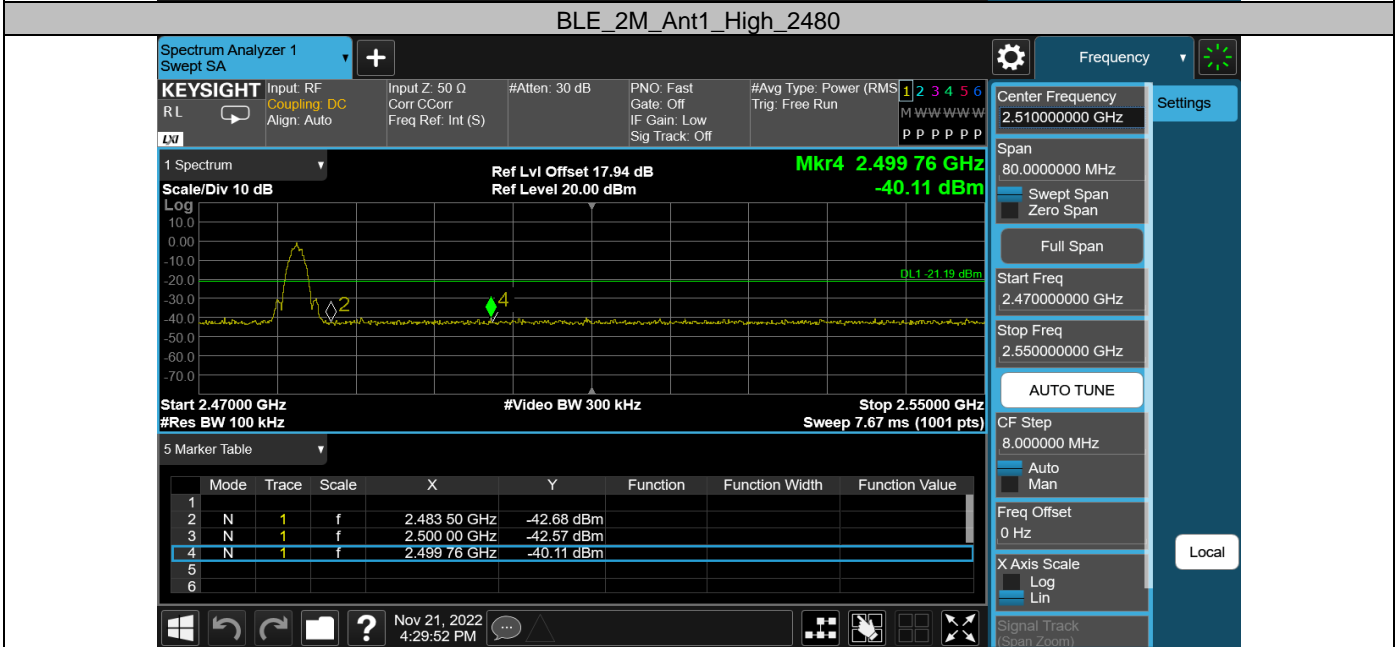 BLE_2M_Ant1_High_2480
Spectrum Analyzer 1
Swept SA
Frequency
KEYSIGHT Input: RF Input Z: 50 Ω #Atten: 30 dB PNO: Fast #Avg Type: Power (RMS 1 2 3 4 5 6
RL Coupling: DC Corr CCorr Gate: Off Trig: Free Run M W W W W W
Align: Auto Freq Ref: Int (S) IF Gain: Low
LXI Sig Track: Off P P P P P P
Center Frequency
2.510000000 GHz
Settings
1 Spectrum
Ref Lvl Offset 17.94 dB
Mkr4 2.499 76 GHz
Scale/Div 10 dB Ref Level 20.00 dBm -40.11 dBm
Log
10.0
0.00
-10.0
-20.0
DL1 -21.19 dBm
-30.0
2
4
-40.0
-50.0
-60.0
-70.0
Start 2.47000 GHz #Video BW 300 kHz Stop 2.55000 GHz
#Res BW 100 kHz Sweep 7.67 ms (1001 pts)
Span
80.0000000 MHz
Swept Span
Zero Span
Full Span
Start Freq
2.470000000 GHz
Stop Freq
2.550000000 GHz
AUTO TUNE
CF Step
8.000000 MHz
Auto
Man
Freq Offset
0 Hz
X Axis Scale
Log
Lin
Signal Track
(Span Zoom)
Local
5 Marker Table
Mode Trace Scale X Y Function Function Width Function Value
1
2 N 1 f 2.483 50 GHz -42.68 dBm
3 N 1 f 2.500 00 GHz -42.57 dBm
4 N 1 f 2.499 76 GHz -40.11 dBm
5
6
?
Nov 21, 2022
4:29:52 PM